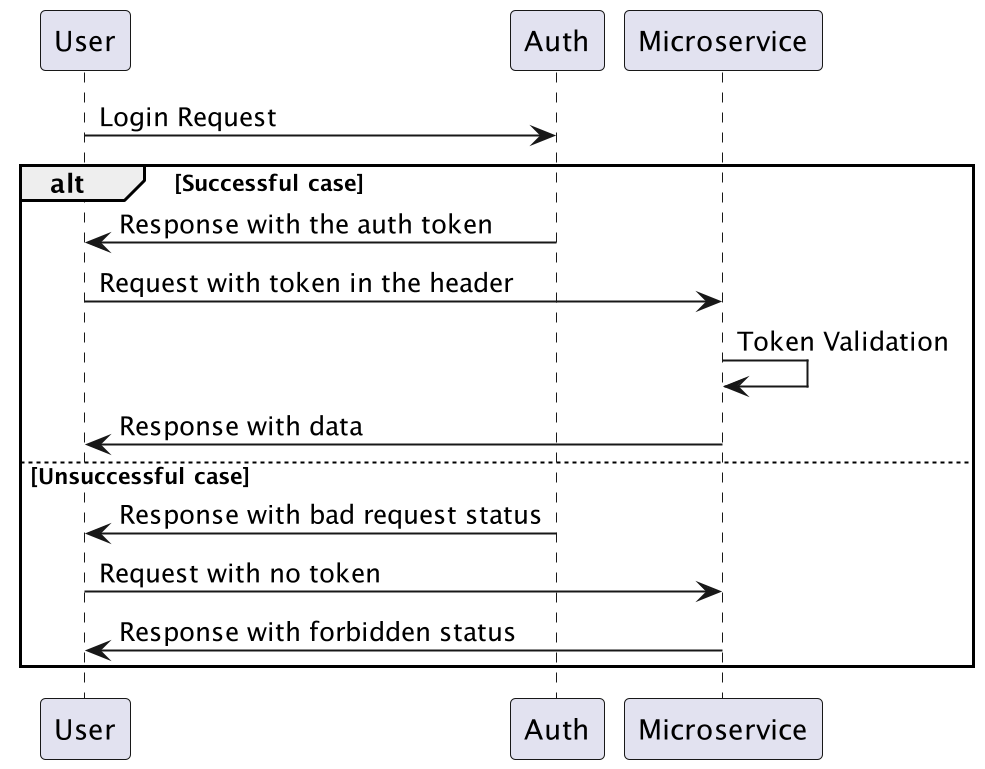 User Auth Microservice
Login Request
alt [Successful case]
Response with the auth token
Request with token in the header
Token Validation
Response with data
[Unsuccessful case]
Response with bad request status
Request with no token
Response with forbidden status
User Auth Microservice